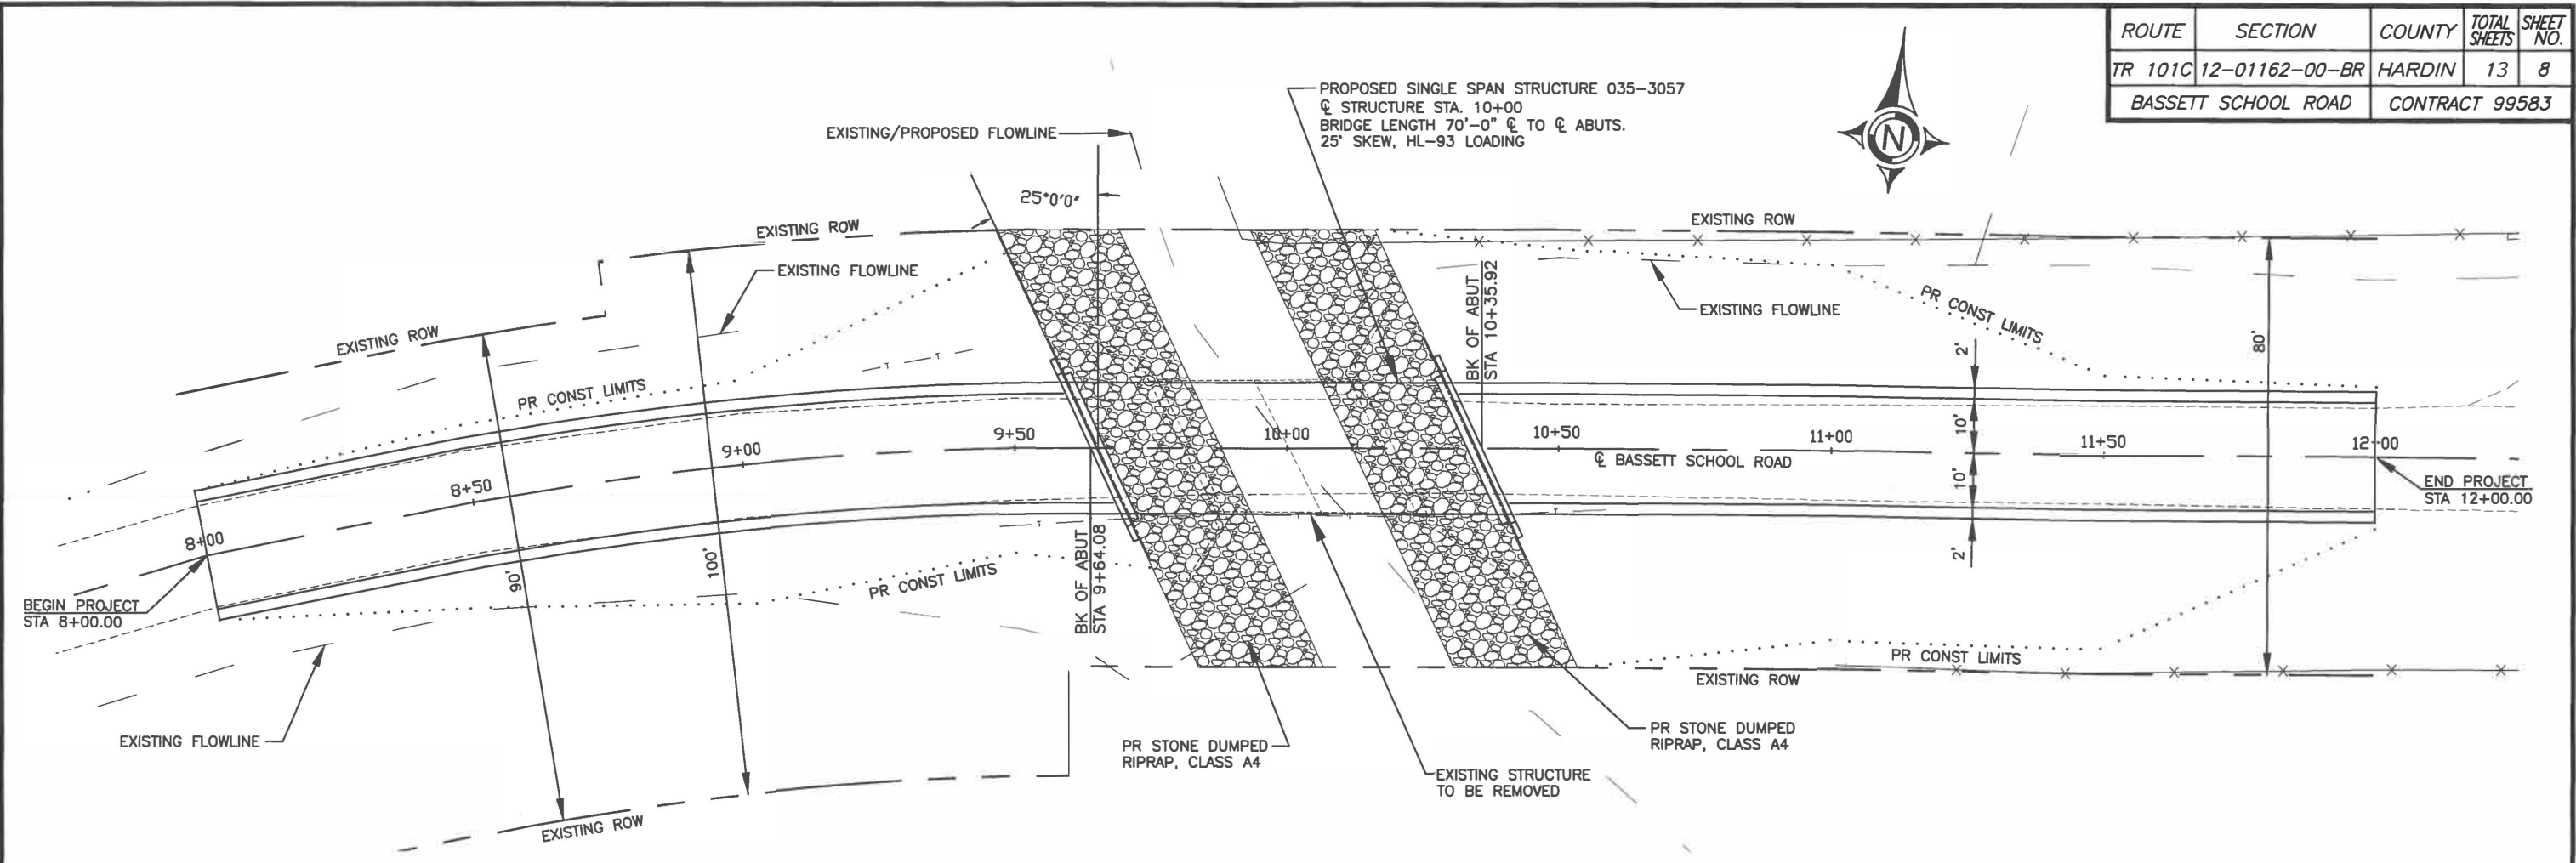 ROUTE SECTION COUNTY TOTAL SHEETS SHEET NO.
TR 101C 12-01162-00-BR HARDIN 13 8
BASSETT SCHOOL ROAD CONTRACT 99583
PROPOSED SINGLE SPAN STRUCTURE 035-3057
℄ STRUCTURE STA. 10+00
BRIDGE LENGTH 70'-0" ℄ TO ℄ ABUTS.
25° SKEW, HL-93 LOADING
N
EXISTING/PROPOSED FLOWLINE
25°0'0"
EXISTING ROW
EXISTING ROW
EXISTING FLOWLINE
EXISTING ROW
EXISTING FLOWLINE
BK OF ABUT
STA 10+35.92
PR CONST LIMITS
PR CONST LIMITS
80'
2'
10'
10'
2'
8+00
8+50
9+00
9+50
10+00
10+50
11+00
11+50
12+00
℄ BASSETT SCHOOL ROAD
END PROJECT
STA 12+00.00
BEGIN PROJECT
STA 8+00.00
90'
100'
BK OF ABUT
STA 9+64.08
PR CONST LIMITS
PR CONST LIMITS
EXISTING ROW
EXISTING FLOWLINE
PR STONE DUMPED
RIPRAP, CLASS A4
PR STONE DUMPED
RIPRAP, CLASS A4
EXISTING STRUCTURE
TO BE REMOVED
EXISTING ROW